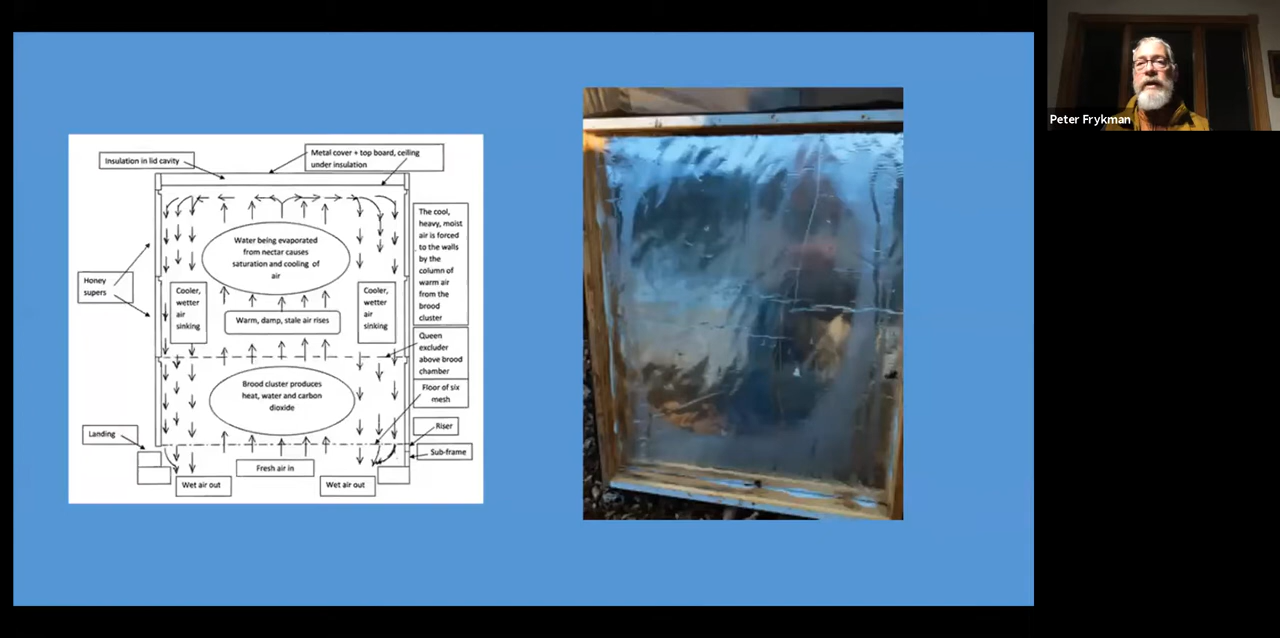 Insulation in lid cavity
Metal cover + top board, ceiling
under insulation
Water being evaporated
from nectar causes
saturation and cooling of
air
The cool,
heavy, moist
air is forced
to the walls
by the
column of
warm air
from the
brood
cluster
Honey
supers
Cooler,
wetter
air
sinking
Cooler,
wetter
air
sinking
Warm, damp, stale air rises
Queen
excluder
above brood
chamber
Brood cluster produces
heat, water and carbon
dioxide
Floor of six
mesh
Landing
Riser
Sub-frame
Fresh air in
Wet air out
Wet air out
Peter Frykman